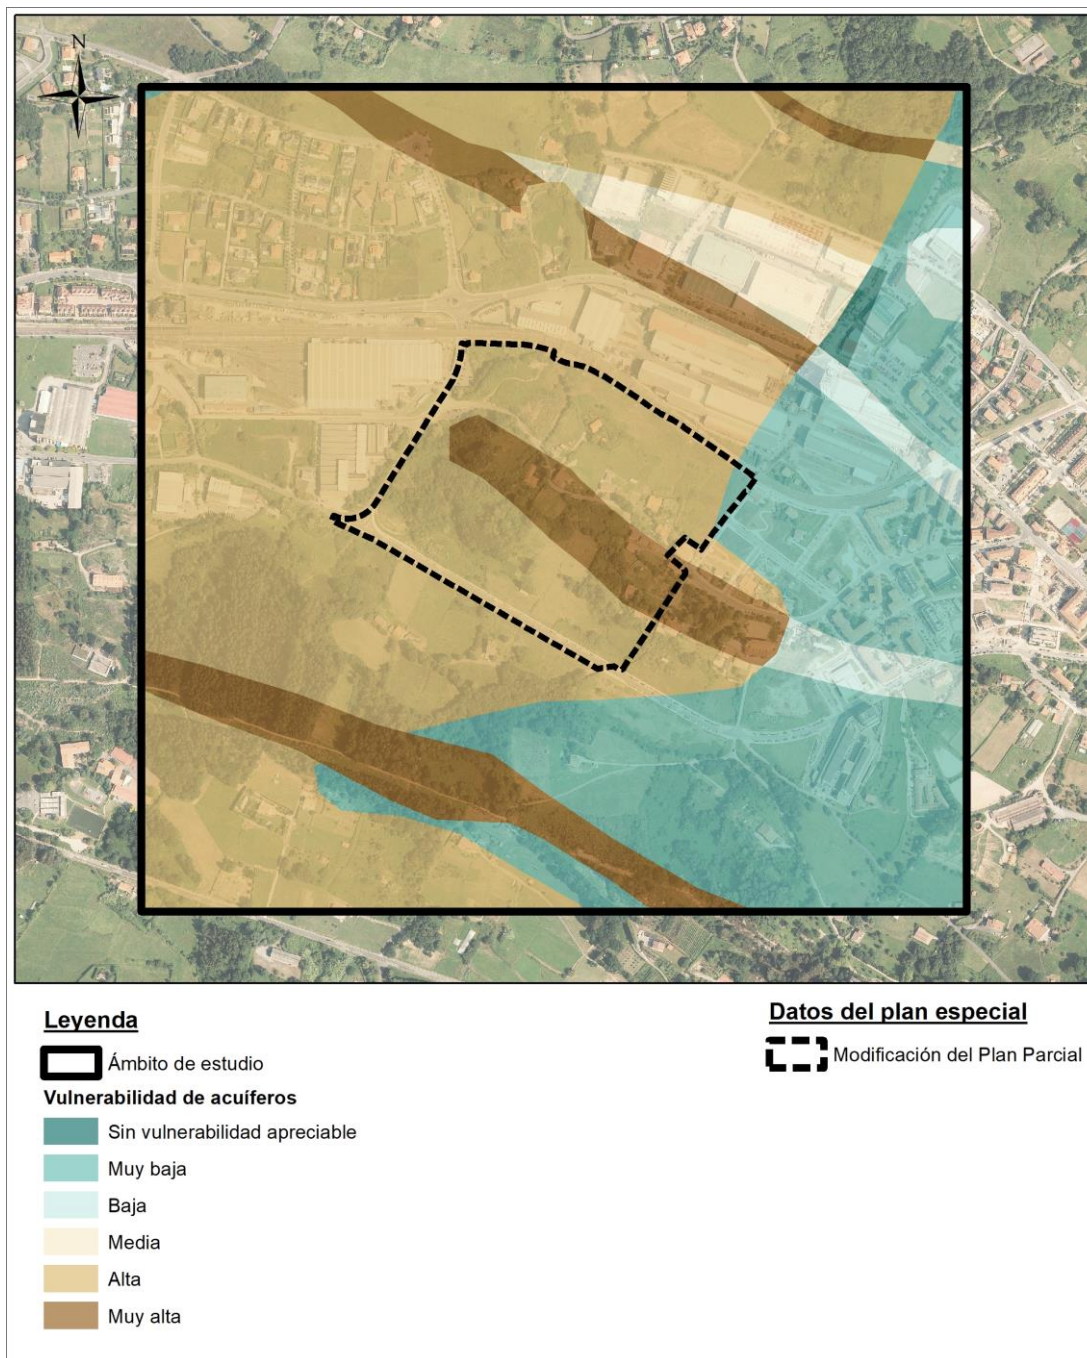 N
Leyenda
Ámbito de estudio
Vulnerabilidad de acuíferos
Sin vulnerabilidad apreciable
Muy baja
Baja
Media
Alta
Muy alta
Datos del plan especial
Modificación del Plan Parcial